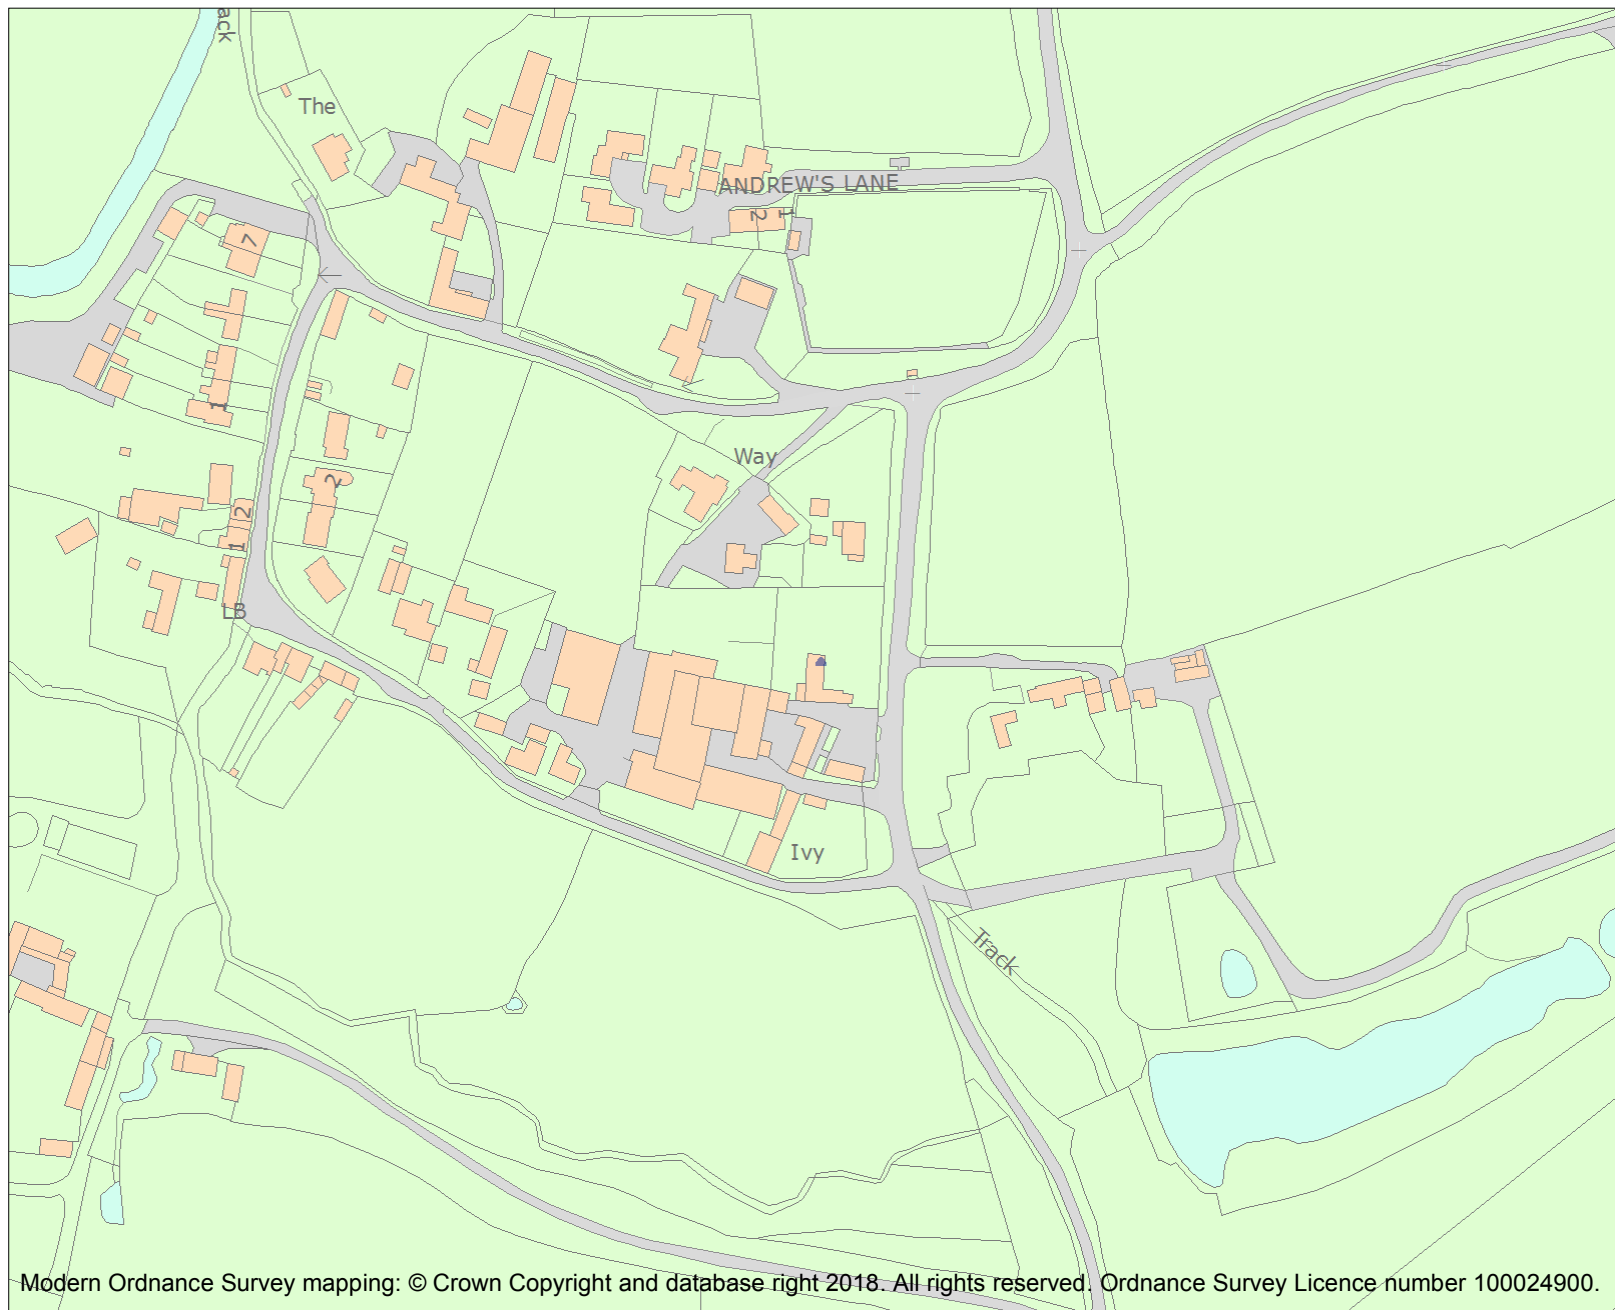 ack
The
ANDREW'S LANE
2 1
7
1
Way
2
2
1
LB
Ivy
Track
Modern Ordnance Survey mapping: © Crown Copyright and database right 2018. All rights reserved. Ordnance Survey Licence number 100024900.